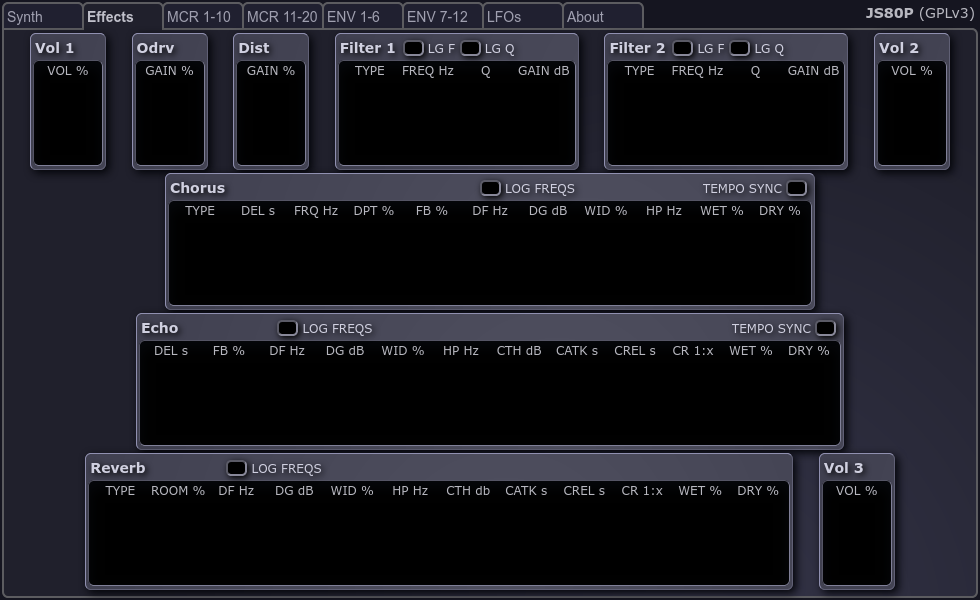 Synth Effects MCR 1-10 MCR 11-20 ENV 1-6 ENV 7-12 LFOs About JS80P (GPLv3)
Vol 1 Odrv Dist Filter 1 LG F LG Q Filter 2 LG F LG Q Vol 2
VOL % GAIN % GAIN % TYPE FREQ Hz Q GAIN dB TYPE FREQ Hz Q GAIN dB VOL %
Chorus LOG FREQS TEMPO SYNC
TYPE DEL s FRQ Hz DPT % FB % DF Hz DG dB WID % HP Hz WET % DRY %
Echo LOG FREQS TEMPO SYNC
DEL s FB % DF Hz DG dB WID % HP Hz CTH dB CATK s CREL s CR 1:x WET % DRY %
Reverb LOG FREQS Vol 3
TYPE ROOM % DF Hz DG dB WID % HP Hz CTH db CATK s CREL s CR 1:x WET % DRY % VOL %